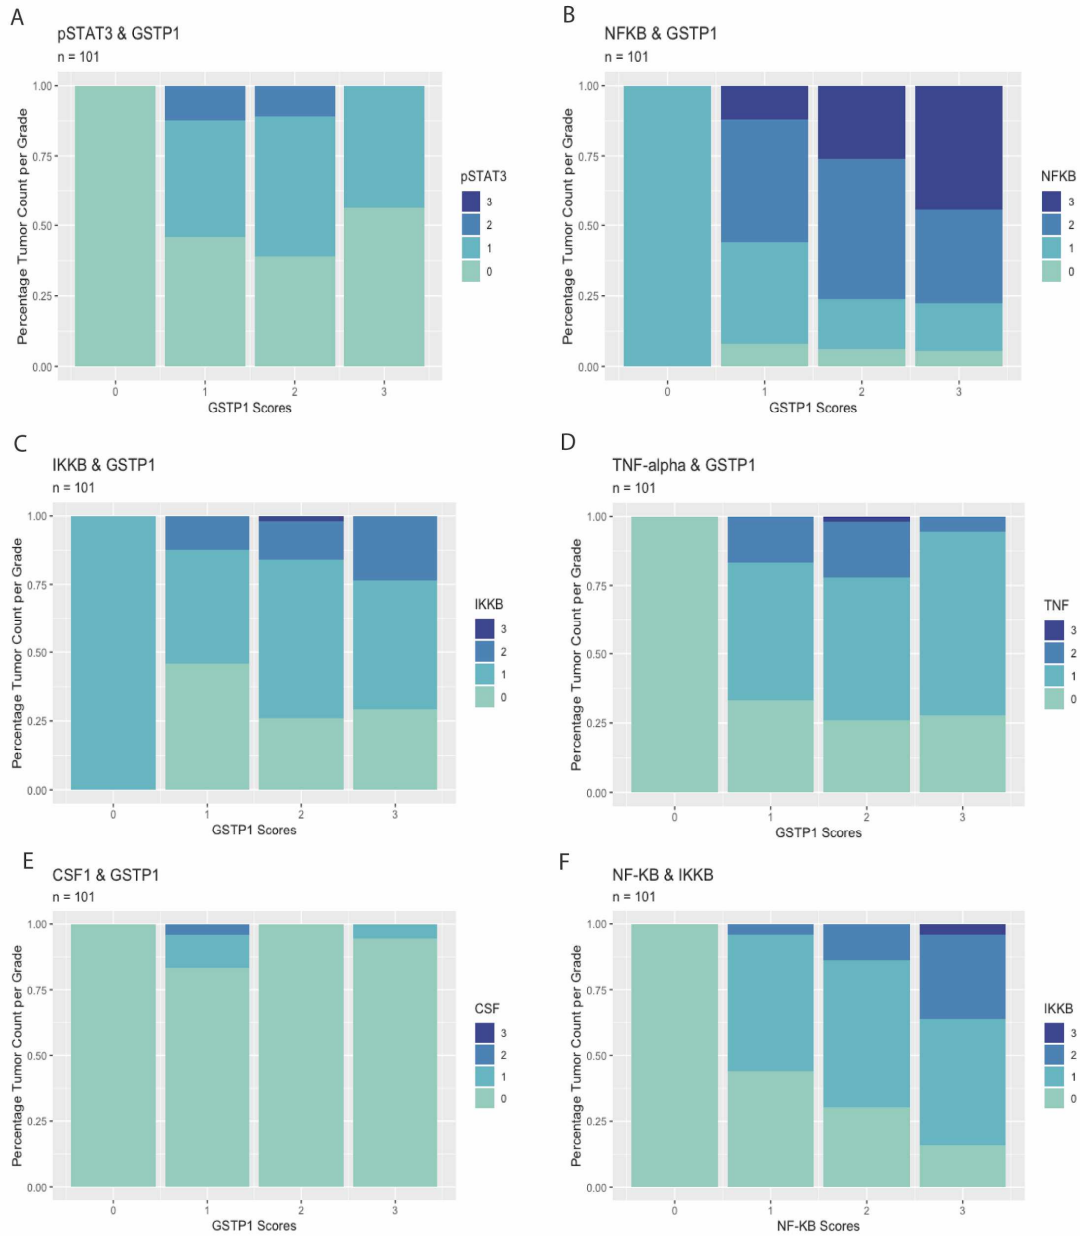 A
pSTAT3 & GSTP1
n = 101
Percentage Tumor Count per Grade
1.00
0.75
0.50
0.25
0.00
0 1 2 3
GSTP1 Scores
pSTAT3
3
2
1
0
B
NFKB & GSTP1
n = 101
Percentage Tumor Count per Grade
1.00
0.75
0.50
0.25
0.00
0 1 2 3
GSTP1 Scores
NFKB
3
2
1
0
C
IKKB & GSTP1
n = 101
Percentage Tumor Count per Grade
1.00
0.75
0.50
0.25
0.00
0 1 2 3
GSTP1 Scores
IKKB
3
2
1
0
D
TNF-alpha & GSTP1
n = 101
Percentage Tumor Count per Grade
1.00
0.75
0.50
0.25
0.00
0 1 2 3
GSTP1 Scores
TNF
3
2
1
0
E
CSF1 & GSTP1
n = 101
Percentage Tumor Count per Grade
1.00
0.75
0.50
0.25
0.00
0 1 2 3
GSTP1 Scores
CSF
3
2
1
0
F
NF-KB & IKKB
n = 101
Percentage Tumor Count per Grade
1.00
0.75
0.50
0.25
0.00
0 1 2 3
NF-KB Scores
IKKB
3
2
1
0